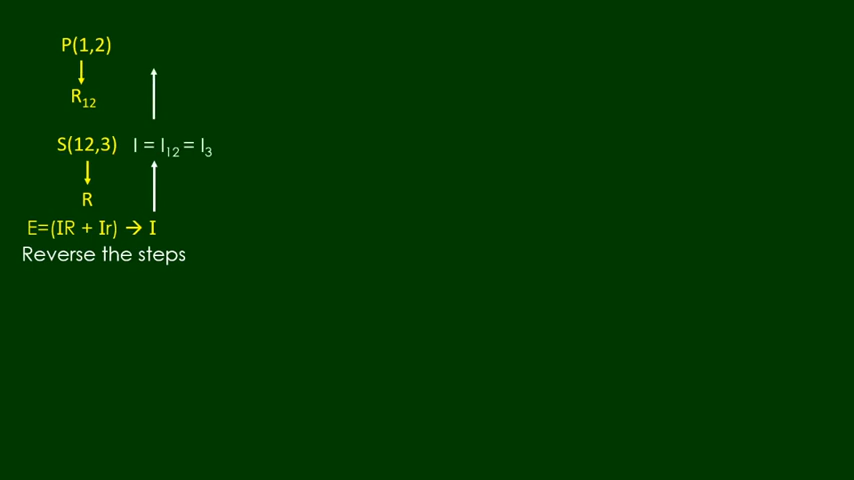 P(1,2)
R₁₂
S(12,3) I = I₁₂ = I₃
R
E=(IR + Ir) → I
Reverse the steps